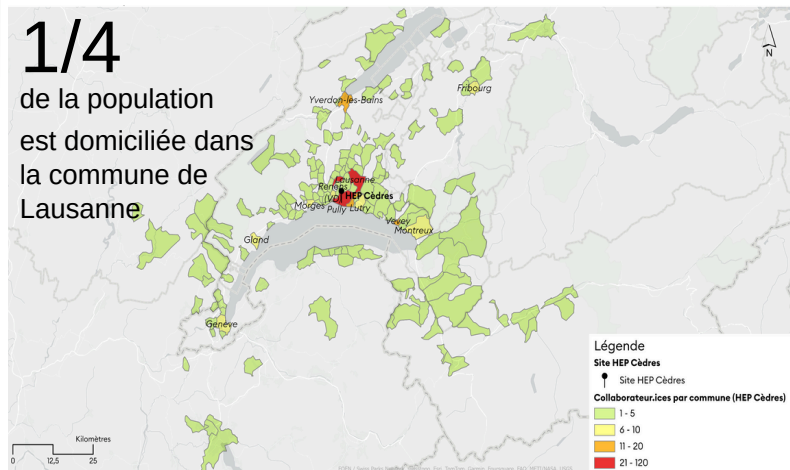 1/4
de la population
est domiciliée dans
la commune de
Lausanne
N
Yverdon-les-Bains
Fribourg
Lausanne
Renens
(VD)
HEP Cèdres
Morges
Pully
Lutry
Vevey
Montreux
Gland
Genève
Légende
Site HEP Cèdres
Site HEP Cèdres
Collaborateur.ices par commune (HEP Cèdres)
1 - 5
6 - 10
11 - 20
21 - 120
Kilomètres
0 12,5 25